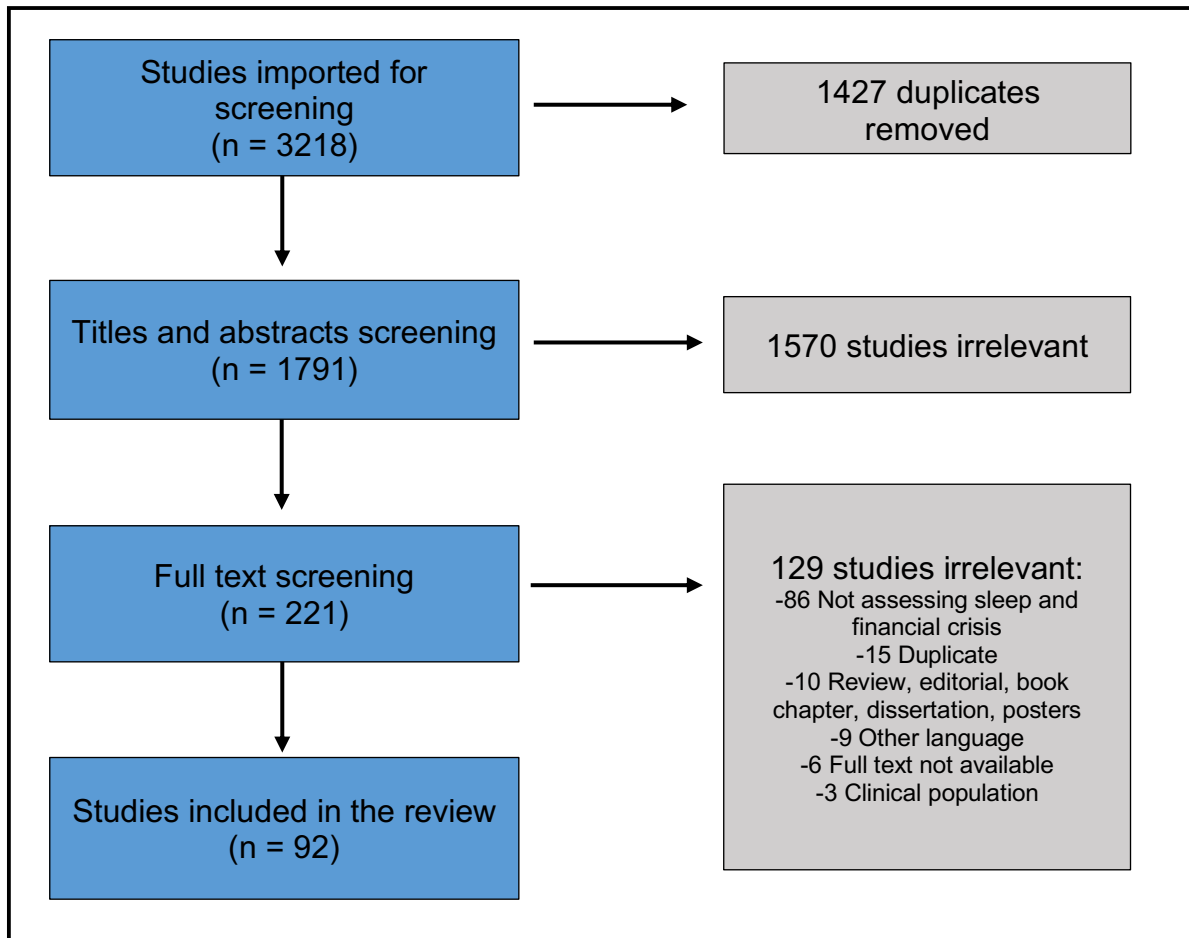 Studies imported for
screening
(n = 3218)
1427 duplicates
removed
Titles and abstracts screening
(n = 1791)
1570 studies irrelevant
Full text screening
(n = 221)
129 studies irrelevant:
-86 Not assessing sleep and
financial crisis
-15 Duplicate
-10 Review, editorial, book
chapter, dissertation, posters
-9 Other language
-6 Full text not available
-3 Clinical population
Studies included in the review
(n = 92)